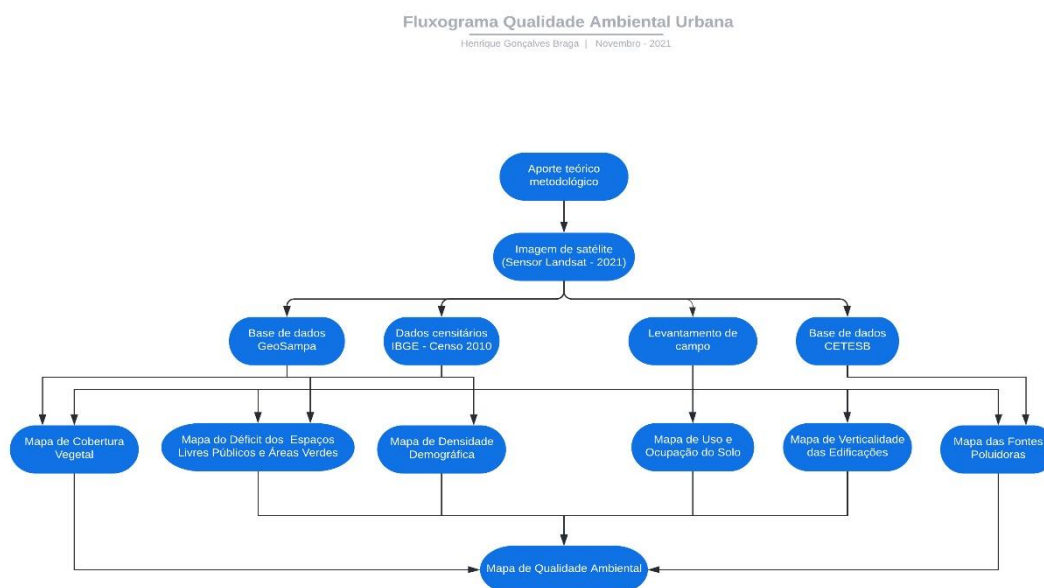 Fluxograma Qualidade Ambiental Urbana
Henrique Gonçalves Braga | Novembro - 2021
Aporte teórico
metodológico
Imagem de satélite
(Sensor Landsat - 2021)
Base de dados
GeoSampa
Dados censitários
IBGE - Censo 2010
Levantamento de
campo
Base de dados
CETESB
Mapa de Cobertura
Vegetal
Mapa do Déficit dos Espaços
Livres Públicos e Áreas Verdes
Mapa de Densidade
Demográfica
Mapa de Uso e
Ocupação do Solo
Mapa de Verticalidade
das Edificações
Mapa das Fontes
Poluidoras
Mapa de Qualidade Ambiental